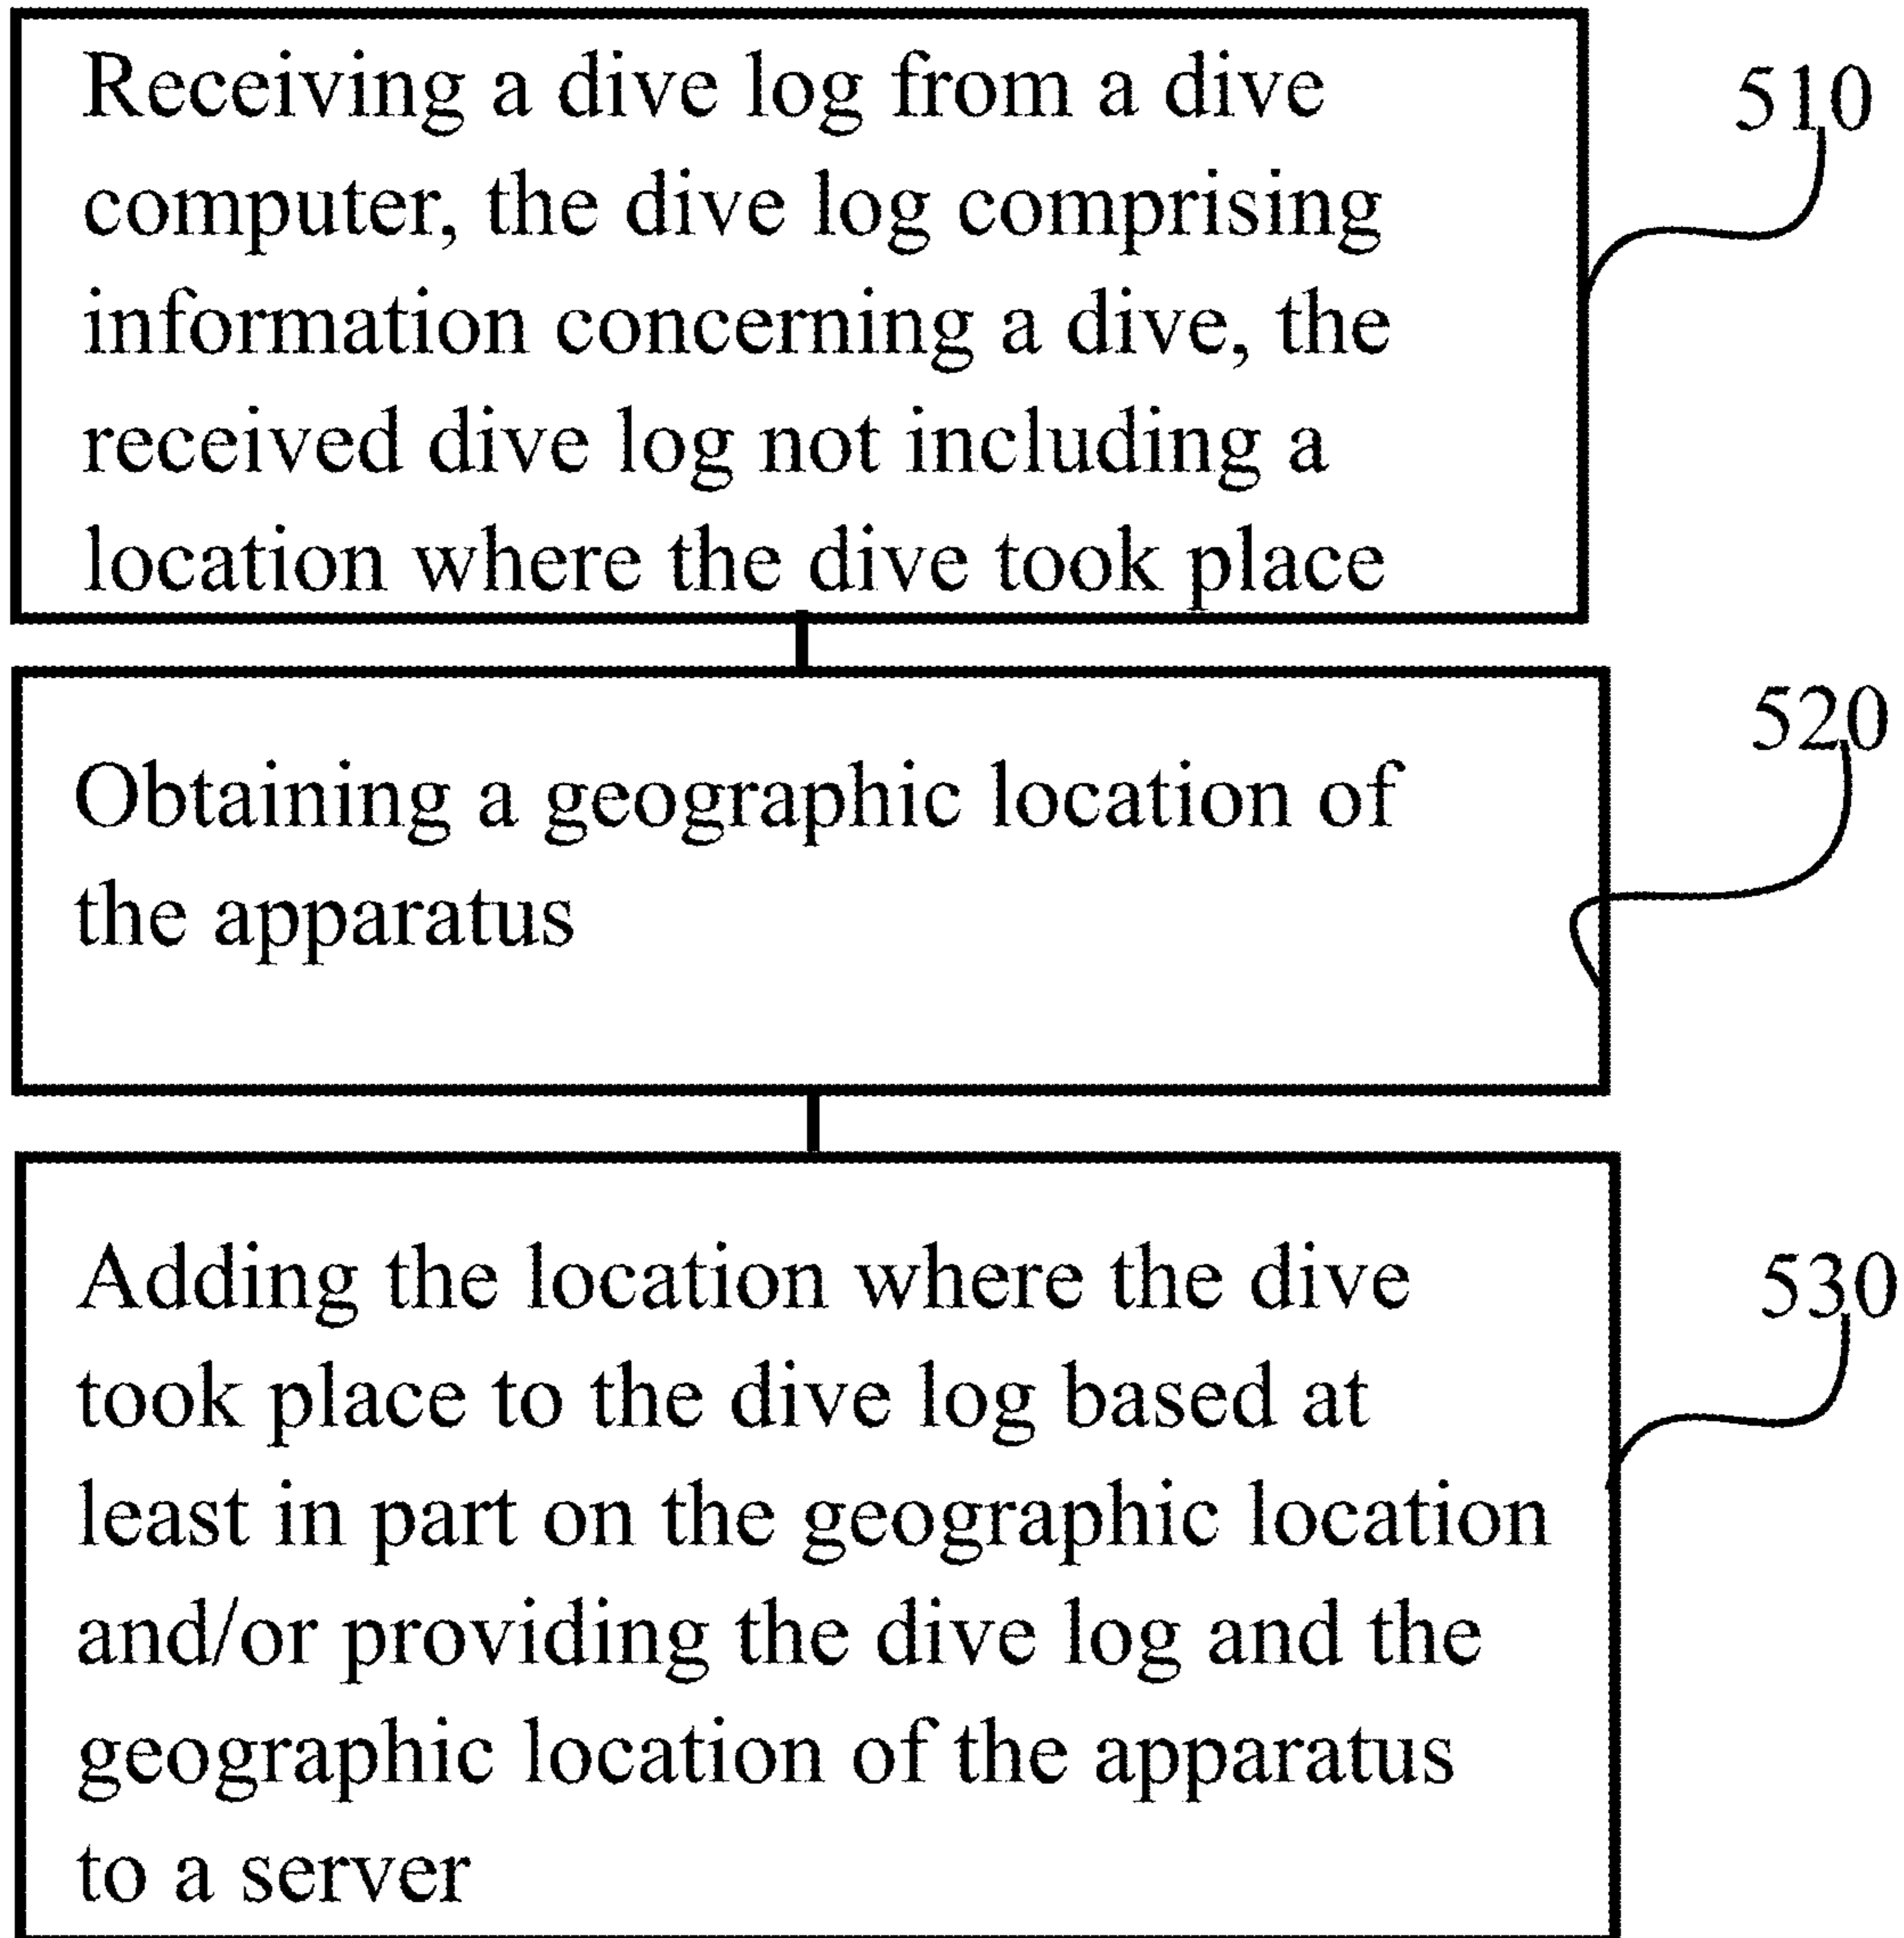 Receiving a dive log from a dive
computer, the dive log comprising
information concerning a dive, the
received dive log not including a
location where the dive took place
510
Obtaining a geographic location of
the apparatus
520
Adding the location where the dive
took place to the dive log based at
least in part on the geographic location
and/or providing the dive log and the
geographic location of the apparatus
to a server
530